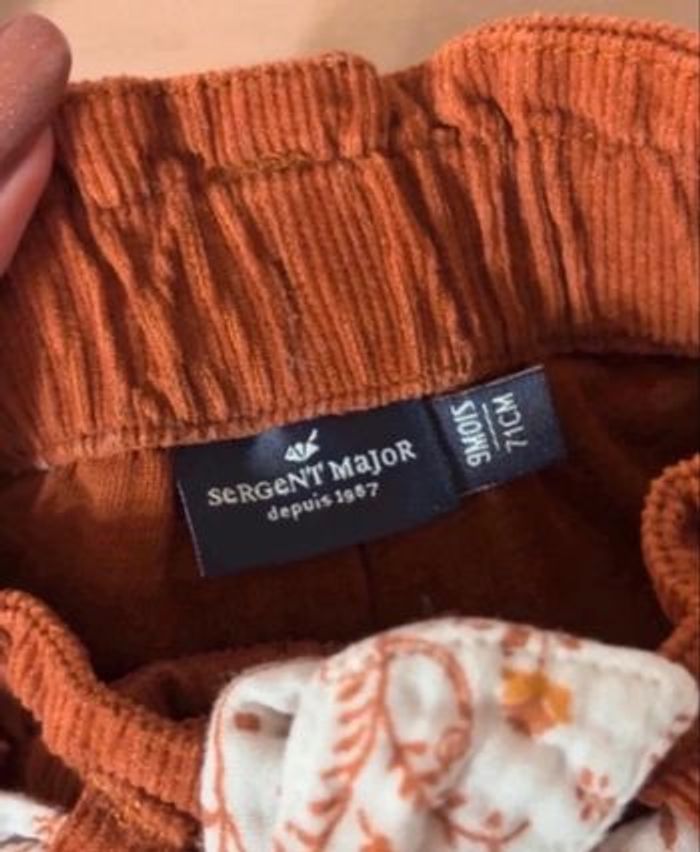 SeRGeNT MaJoR
depuis 1987
9MOIS
71CM